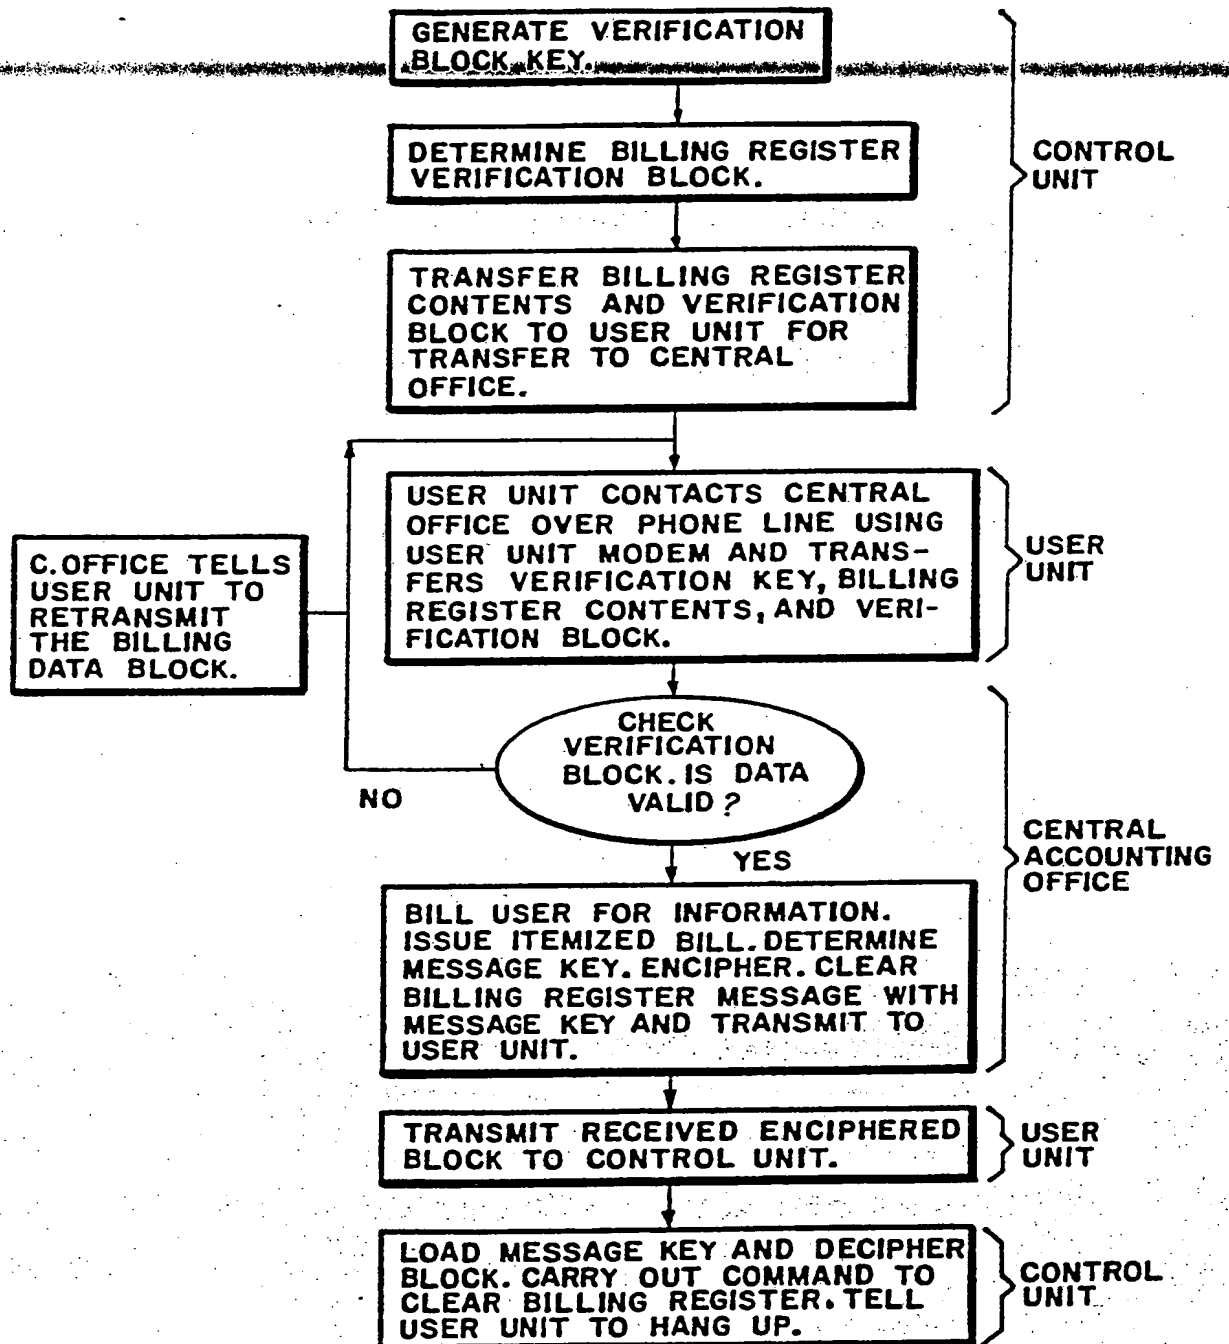 GENERATE VERIFICATION
BLOCK KEY.
DETERMINE BILLING REGISTER
VERIFICATION BLOCK.
CONTROL
UNIT
TRANSFER BILLING REGISTER
CONTENTS AND VERIFICATION
BLOCK TO USER UNIT FOR
TRANSFER TO CENTRAL
OFFICE.
USER UNIT CONTACTS CENTRAL
OFFICE OVER PHONE LINE USING
USER UNIT MODEM AND TRANS-
FERS VERIFICATION KEY, BILLING
REGISTER CONTENTS, AND VERI-
FICATION BLOCK.
USER
UNIT
C.OFFICE TELLS
USER UNIT TO
RETRANSMIT
THE BILLING
DATA BLOCK.
CHECK
VERIFICATION
BLOCK. IS DATA
VALID?
NO
YES
CENTRAL
ACCOUNTING
OFFICE
BILL USER FOR INFORMATION.
ISSUE ITEMIZED BILL. DETERMINE
MESSAGE KEY. ENCIPHER. CLEAR
BILLING REGISTER MESSAGE WITH
MESSAGE KEY AND TRANSMIT TO
USER UNIT.
TRANSMIT RECEIVED ENCIPHERED
BLOCK TO CONTROL UNIT.
USER
UNIT
LOAD MESSAGE KEY AND DECIPHER
BLOCK. CARRY OUT COMMAND TO
CLEAR BILLING REGISTER. TELL
USER UNIT TO HANG UP.
CONTROL
UNIT